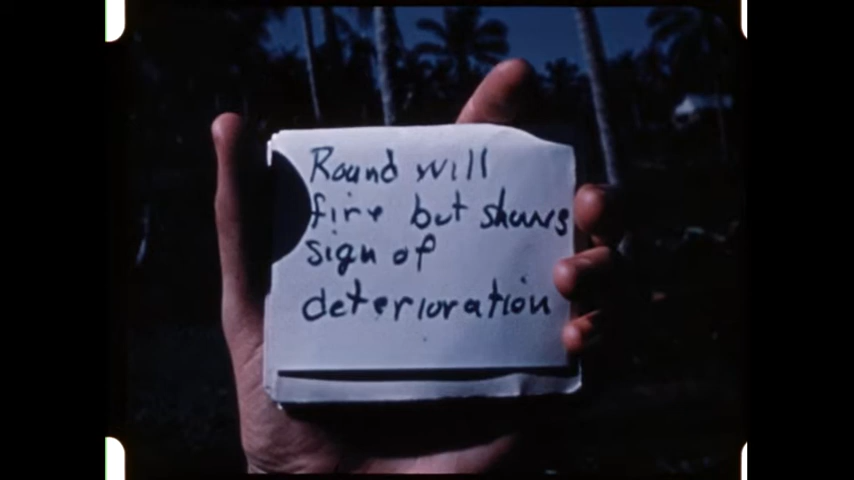 Round will
fire but shows
sign of
deterioration